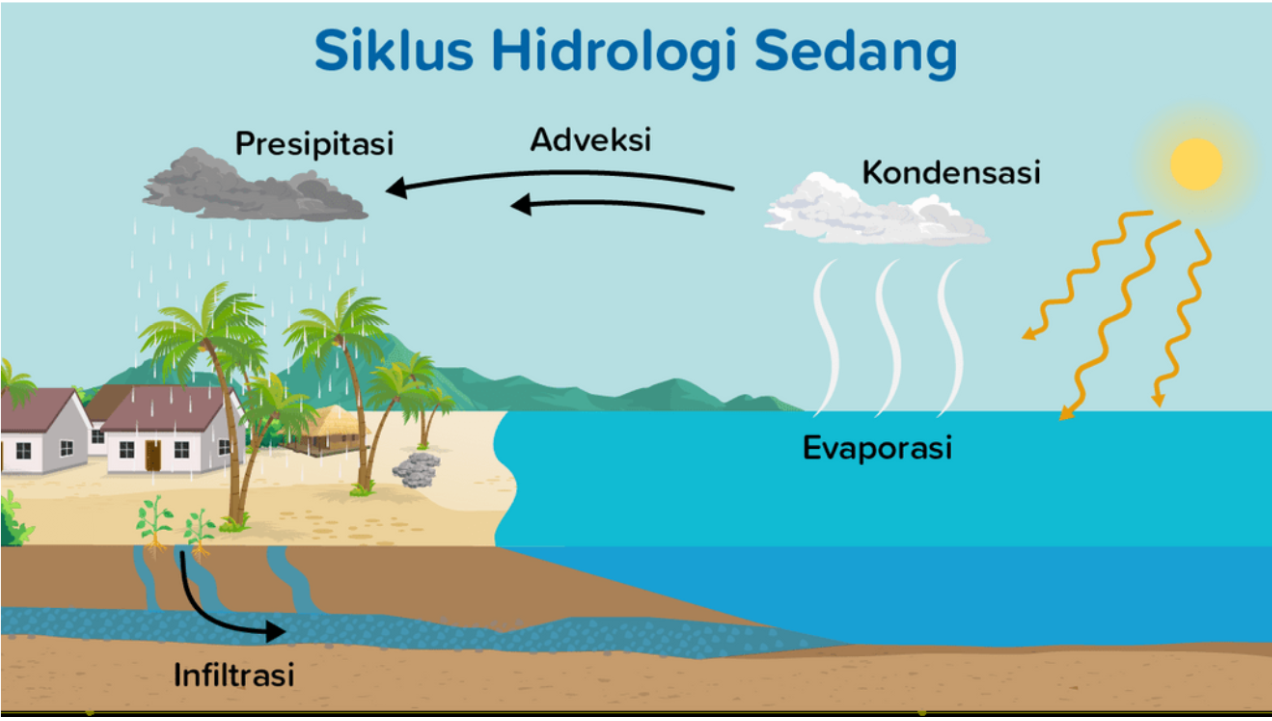 Siklus Hidrologi Sedang
Presipitasi
Adveksi
Kondensasi
Evaporasi
Infiltrasi